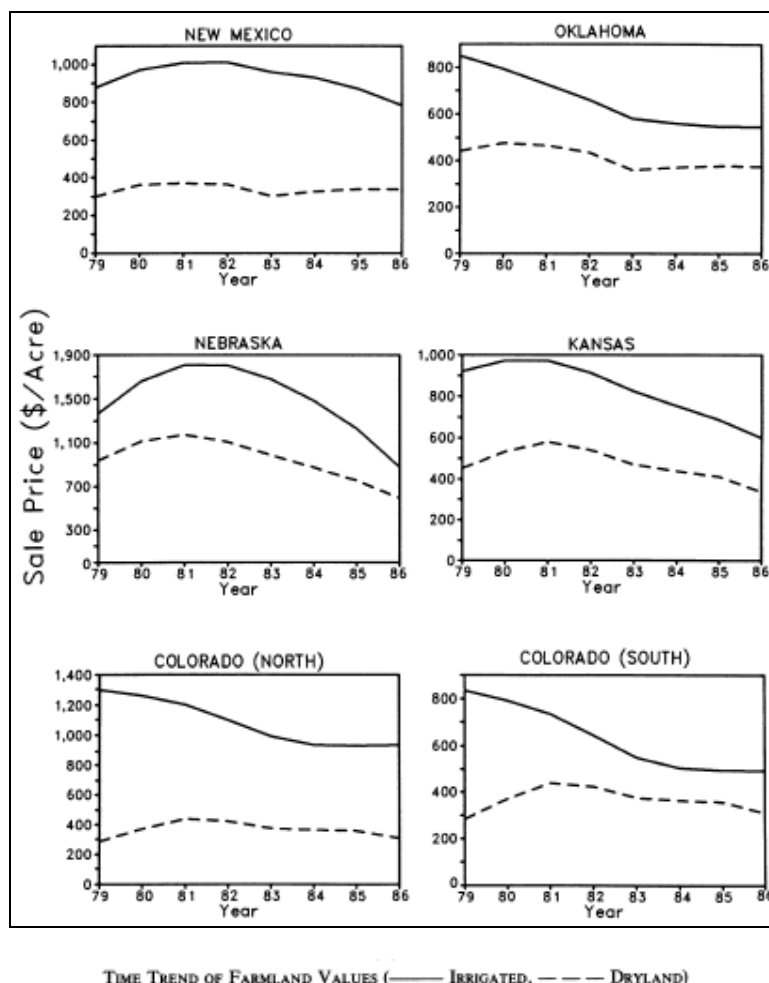 NEW MEXICO
1,000
800
600
400
200
0
79 80 81 82 83 84 95 86
Year
OKLAHOMA
800
600
400
200
0
79 80 81 82 83 84 85 86
Year
Sale Price ($/Acre)
NEBRASKA
1,900
1,500
1,100
700
300
0
79 80 81 82 83 84 95 86
Year
KANSAS
1,000
800
600
400
200
0
79 80 81 82 83 84 85 86
Year
COLORADO (NORTH)
1,400
1,200
1,000
800
600
400
200
0
79 80 81 82 83 84 85 86
Year
COLORADO (SOUTH)
800
600
400
200
0
79 80 81 82 83 84 85 86
Year
TIME TREND OF FARMLAND VALUES (—— IRRIGATED, — — — DRYLAND)